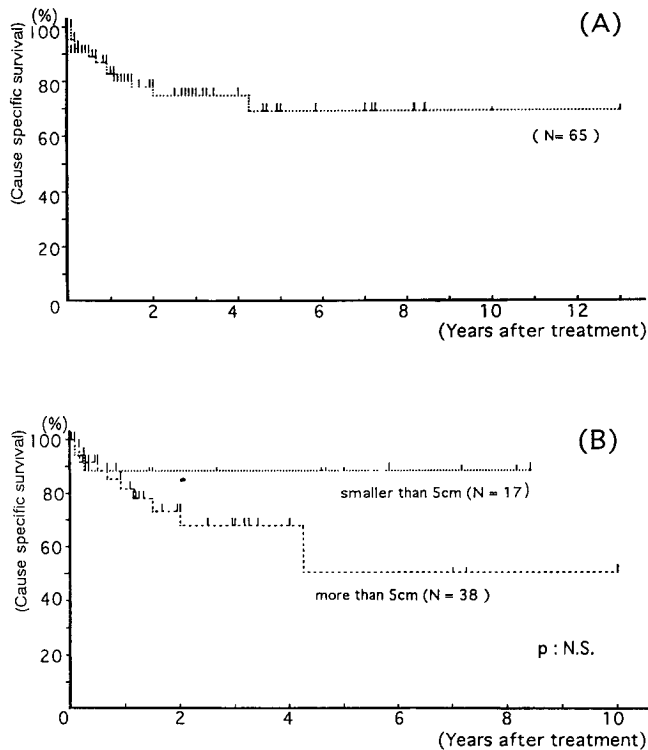 (%)
(A)
100
80
60
40
20
0
(Cause specific survival)
( N= 65 )
2
4
6
8
10
12
(Years after treatment)
(%)
(B)
100
80
60
40
20
0
(Cause specific survival)
smaller than 5cm (N = 17)
more than 5cm (N = 38 )
p : N.S.
2
4
6
8
10
(Years after treatment)